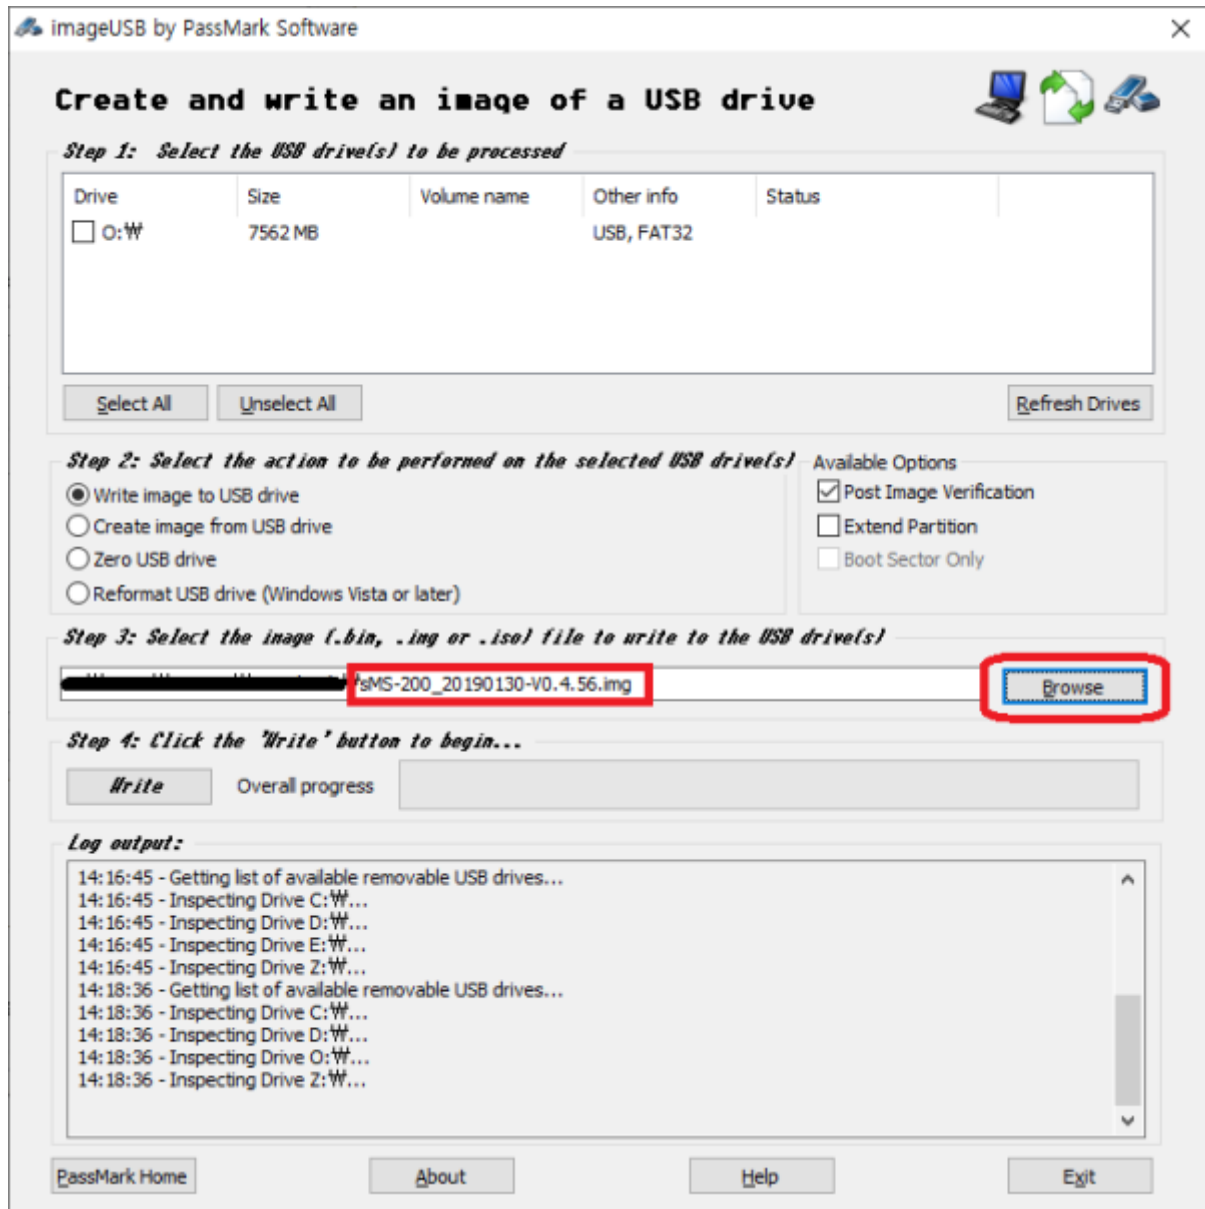 imageUSB by PassMark Software
Create and write an image of a USB drive
Step 1: Select the USB drive(s) to be processed
Drive Size Volume name Other info Status
O:₩ 7562 MB USB, FAT32
Select All Unselect All Refresh Drives
Step 2: Select the action to be performed on the selected USB drive(s)
Available Options
Write image to USB drive
Post Image Verification
Create image from USB drive
Extend Partition
Zero USB drive
Boot Sector Only
Reformat USB drive (Windows Vista or later)
Step 3: Select the image (.bin, .img or .iso) file to write to the USB drive(s)
sMS-200_20190130-V0.4.56.img Browse
Step 4: Click the 'Write' button to begin...
Write Overall progress
Log output:
14:16:45 - Getting list of available removable USB drives...
14:16:45 - Inspecting Drive C:₩...
14:16:45 - Inspecting Drive D:₩...
14:16:45 - Inspecting Drive E:₩...
14:16:45 - Inspecting Drive Z:₩...
14:18:36 - Getting list of available removable USB drives...
14:18:36 - Inspecting Drive C:₩...
14:18:36 - Inspecting Drive D:₩...
14:18:36 - Inspecting Drive O:₩...
14:18:36 - Inspecting Drive Z:₩...
PassMark Home About Help Exit